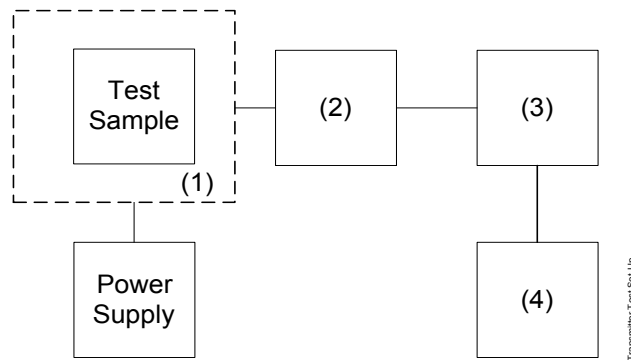 Test
Sample
(1)
(2)
(3)
Power
Supply
(4)
Transmitter Test Set-Up